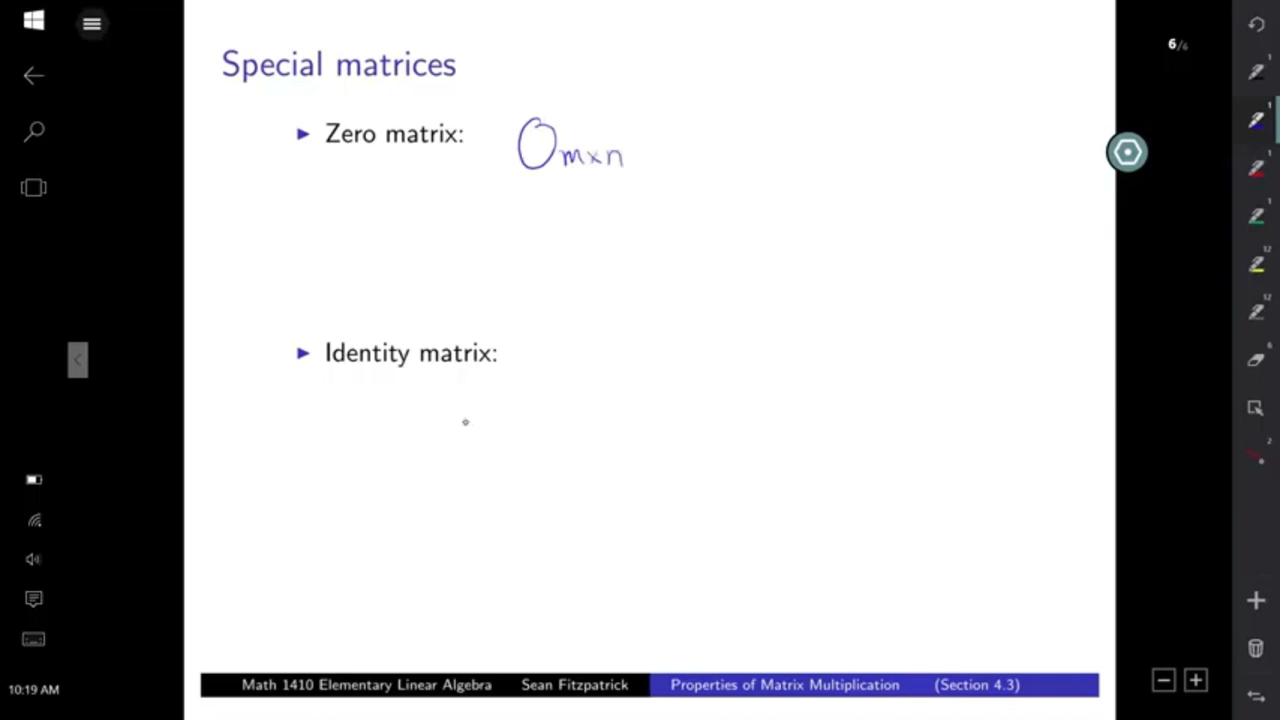 Special matrices
6/6
▶ Zero matrix: O m×n
▶ Identity matrix:
10:19 AM
Math 1410 Elementary Linear Algebra Sean Fitzpatrick Properties of Matrix Multiplication (Section 4.3)